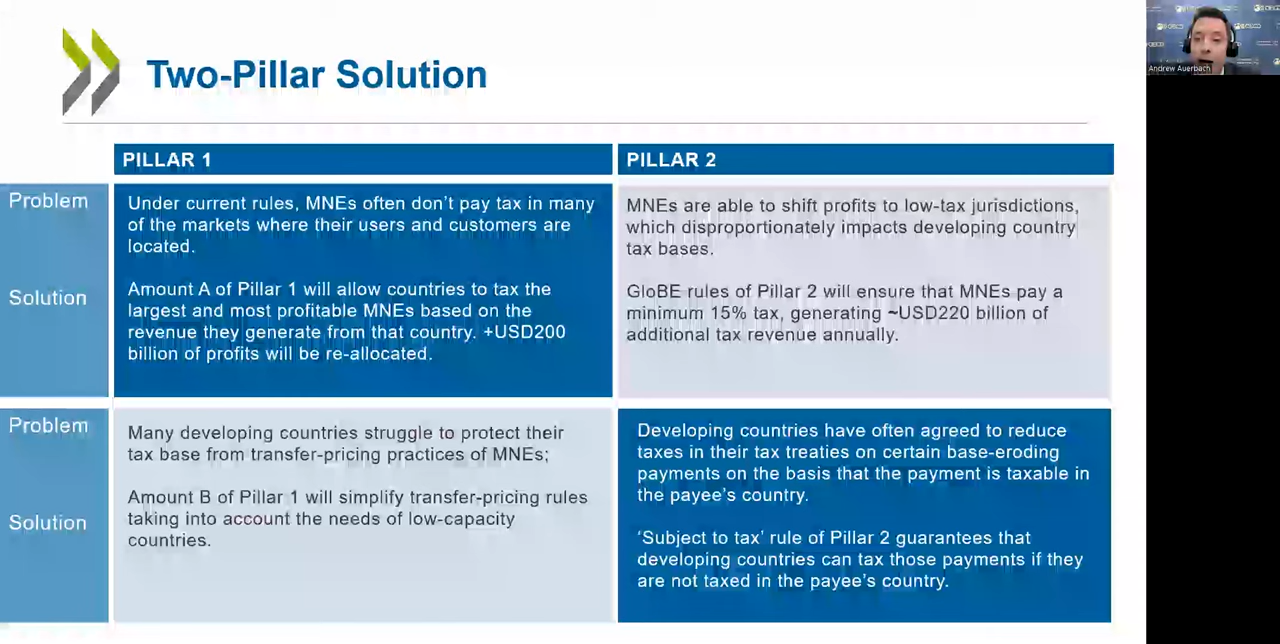 Two-Pillar Solution
PILLAR 1
PILLAR 2
Problem
Under current rules, MNEs often don't pay tax in many
of the markets where their users and customers are
located.
Solution
Amount A of Pillar 1 will allow countries to tax the
largest and most profitable MNEs based on the
revenue they generate from that country. +USD200
billion of profits will be re-allocated.
MNEs are able to shift profits to low-tax jurisdictions,
which disproportionately impacts developing country
tax bases.
GloBE rules of Pillar 2 will ensure that MNEs pay a
minimum 15% tax, generating ~USD220 billion of
additional tax revenue annually.
Problem
Many developing countries struggle to protect their
tax base from transfer-pricing practices of MNEs;
Solution
Amount B of Pillar 1 will simplify transfer-pricing rules
taking into account the needs of low-capacity
countries.
Developing countries have often agreed to reduce
taxes in their tax treaties on certain base-eroding
payments on the basis that the payment is taxable in
the payee's country.
‘Subject to tax’ rule of Pillar 2 guarantees that
developing countries can tax those payments if they
are not taxed in the payee's country.
Andrew Auerbach